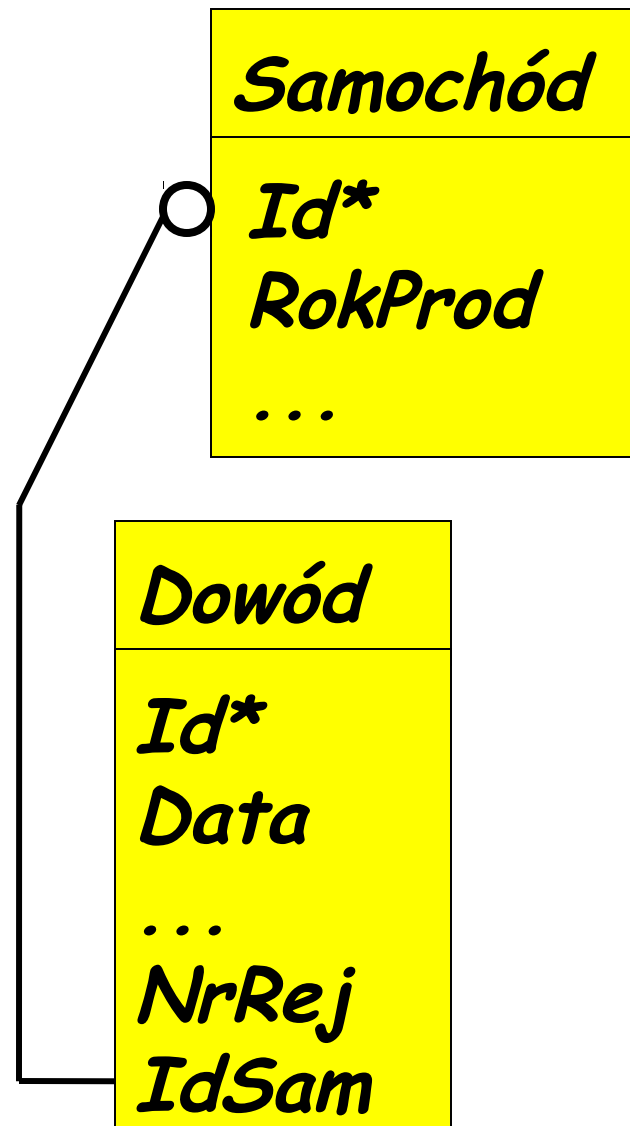 Samochód
Id*
RokProd
...
Dowód
Id*
Data
...
NrRej
IdSam